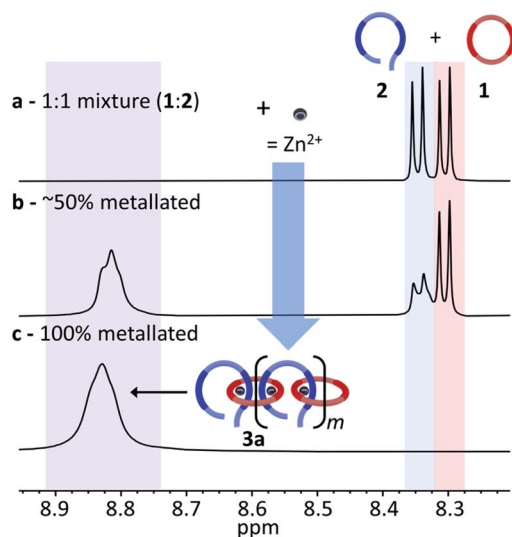 +
2 1
a - 1:1 mixture (1:2)
+
= Zn²⁺
b - ~50% metallated
c - 100% metallated
m
3a
8.9 8.8 8.7 8.6 8.5 8.4 8.3
ppm